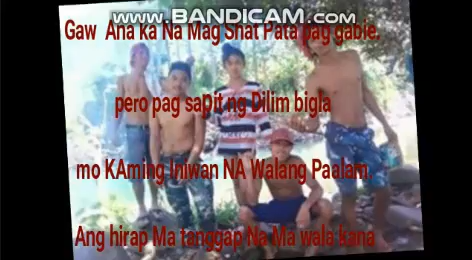 www.BANDICAM.com
Gaw Ana ka Na Mag Shat Pata pag gabie.
pero pag sapit ng Dilim bigla
mo KAming Iniwan NA Walang Paalam
Ang hirap Ma tanggap Na Ma wala kana